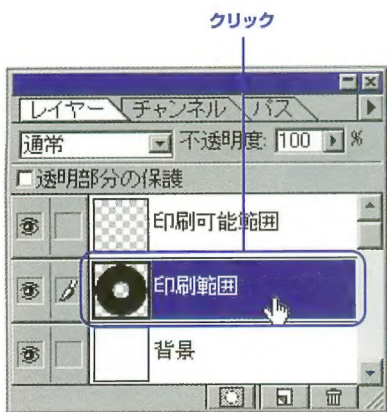 クリック
レイヤー チャンネル パス
通常 不透明度: 100 %
透明部分の保護
印刷可能範囲
印刷範囲
背景